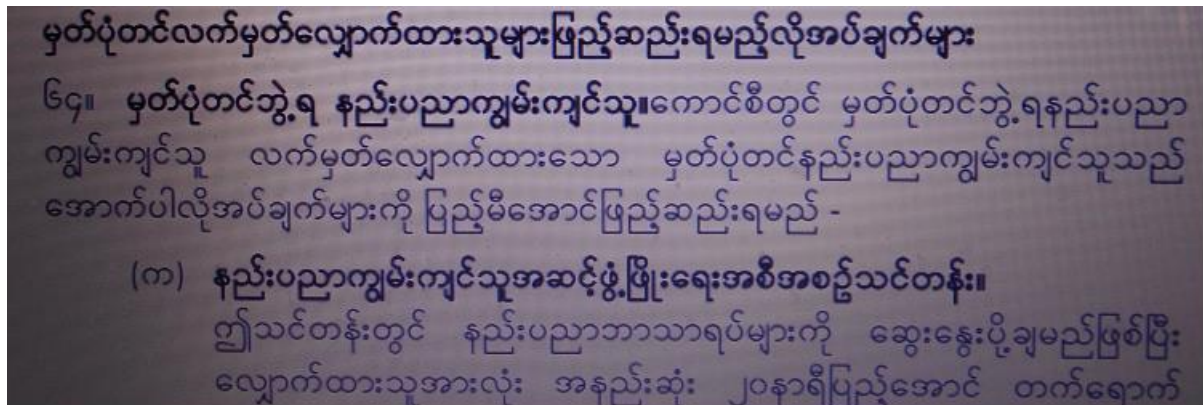 မှတ်ပုံတင်လက်မှတ်လျှောက်ထားသူများဖြည့်ဆည်းရမည့်လိုအပ်ချက်များ
၆၄။ မှတ်ပုံတင်ဘွဲ့ရ နည်းပညာကျွမ်းကျင်သူ။ကောင်စီတွင် မှတ်ပုံတင်ဘွဲ့ရနည်းပညာ
ကျွမ်းကျင်သူ လက်မှတ်လျှောက်ထားသော မှတ်ပုံတင်နည်းပညာကျွမ်းကျင်သူသည်
အောက်ပါလိုအပ်ချက်များကို ပြည့်မီအောင်ဖြည့်ဆည်းရမည် -
(က) နည်းပညာကျွမ်းကျင်သူအဆင့်ဖွံ့ဖြိုးရေးအစီအစဥ်သင်တန်း။
ဤသင်တန်းတွင် နည်းပညာဘာသာရပ်များကို ဆွေးနွေးပို့ချမည်ဖြစ်ပြီး
လျှောက်ထားသူအားလုံး အနည်းဆုံး ၂၀နာရီပြည့်အောင် တက်ရောက်